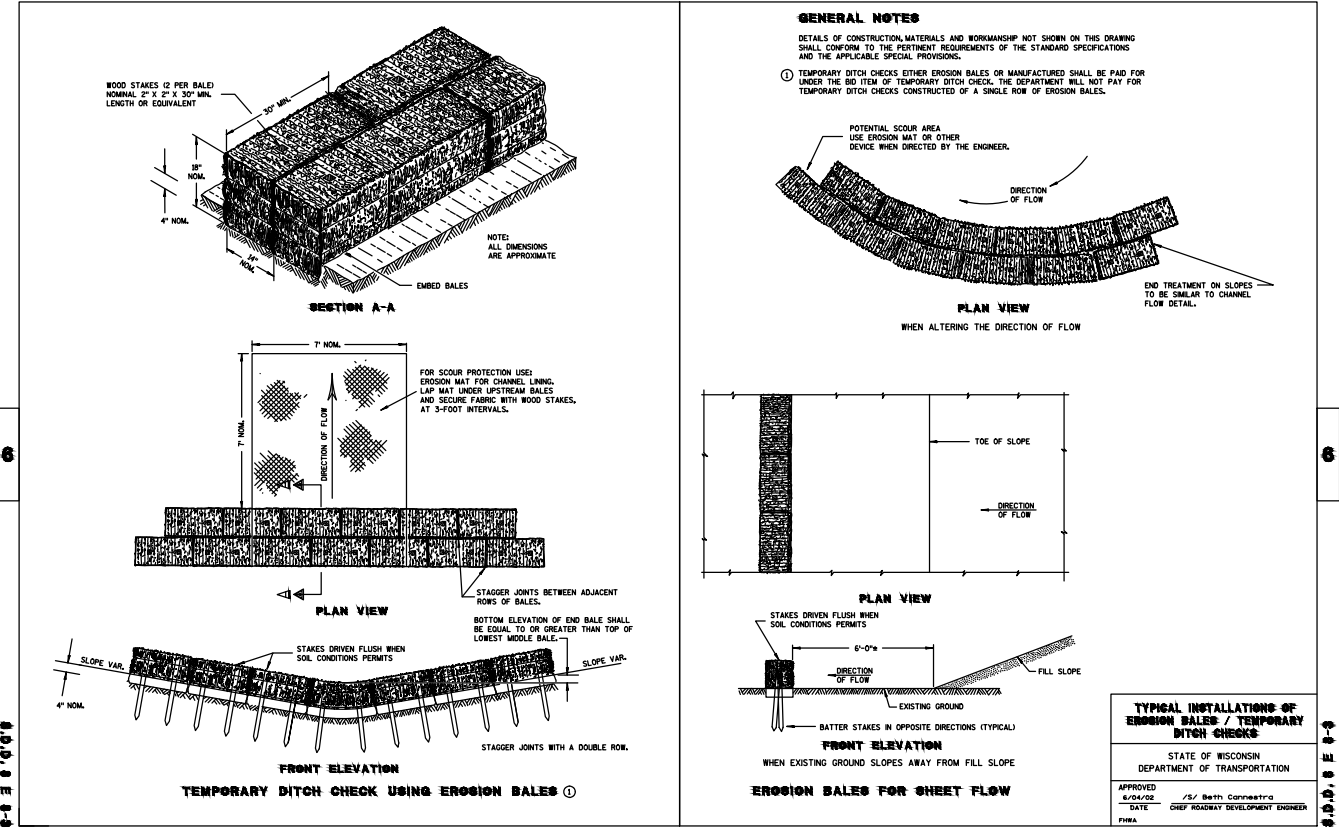 WOOD STAKES (2 PER BALE)
NOMINAL 2" X 2" X 30" MIN.
LENGTH OR EQUIVALENT
30" MIN.
18"
NOM.
4" NOM.
14"
NOM.
NOTE:
ALL DIMENSIONS
ARE APPROXIMATE
EMBED BALES
SECTION A-A
7' NOM.
7' NOM.
DIRECTION OF FLOW
FOR SCOUR PROTECTION USE:
EROSION MAT FOR CHANNEL LINING.
LAP MAT UNDER UPSTREAM BALES
AND SECURE FABRIC WITH WOOD STAKES,
AT 3-FOOT INTERVALS.
A
A
STAGGER JOINTS BETWEEN ADJACENT
ROWS OF BALES.
PLAN VIEW
BOTTOM ELEVATION OF END BALE SHALL
BE EQUAL TO OR GREATER THAN TOP OF
LOWEST MIDDLE BALE.
STAKES DRIVEN FLUSH WHEN
SOIL CONDITIONS PERMITS
SLOPE VAR.
SLOPE VAR.
4" NOM.
STAGGER JOINTS WITH A DOUBLE ROW.
FRONT ELEVATION
TEMPORARY DITCH CHECK USING EROSION BALES ①
GENERAL NOTES
DETAILS OF CONSTRUCTION, MATERIALS AND WORKMANSHIP NOT SHOWN ON THIS DRAWING
SHALL CONFORM TO THE PERTINENT REQUIREMENTS OF THE STANDARD SPECIFICATIONS
AND THE APPLICABLE SPECIAL PROVISIONS.
① TEMPORARY DITCH CHECKS EITHER EROSION BALES OR MANUFACTURED SHALL BE PAID FOR
UNDER THE BID ITEM OF TEMPORARY DITCH CHECK. THE DEPARTMENT WILL NOT PAY FOR
TEMPORARY DITCH CHECKS CONSTRUCTED OF A SINGLE ROW OF EROSION BALES.
POTENTIAL SCOUR AREA
USE EROSION MAT OR OTHER
DEVICE WHEN DIRECTED BY THE ENGINEER.
DIRECTION
OF FLOW
END TREATMENT ON SLOPES
TO BE SIMILAR TO CHANNEL
FLOW DETAIL.
PLAN VIEW
WHEN ALTERING THE DIRECTION OF FLOW
TOE OF SLOPE
DIRECTION
OF FLOW
PLAN VIEW
STAKES DRIVEN FLUSH WHEN
SOIL CONDITIONS PERMITS
6'-0"±
DIRECTION
OF FLOW
FILL SLOPE
EXISTING GROUND
BATTER STAKES IN OPPOSITE DIRECTIONS (TYPICAL)
FRONT ELEVATION
WHEN EXISTING GROUND SLOPES AWAY FROM FILL SLOPE
EROSION BALES FOR SHEET FLOW
TYPICAL INSTALLATIONS OF
EROSION BALES / TEMPORARY
DITCH CHECKS
STATE OF WISCONSIN
DEPARTMENT OF TRANSPORTATION
APPROVED
6/04/02
DATE
/S/ Beth Cannestra
CHIEF ROADWAY DEVELOPMENT ENGINEER
FHWA
6
6
S.D.D. 8 E 8-3
S.D.D. 8 E 8-3